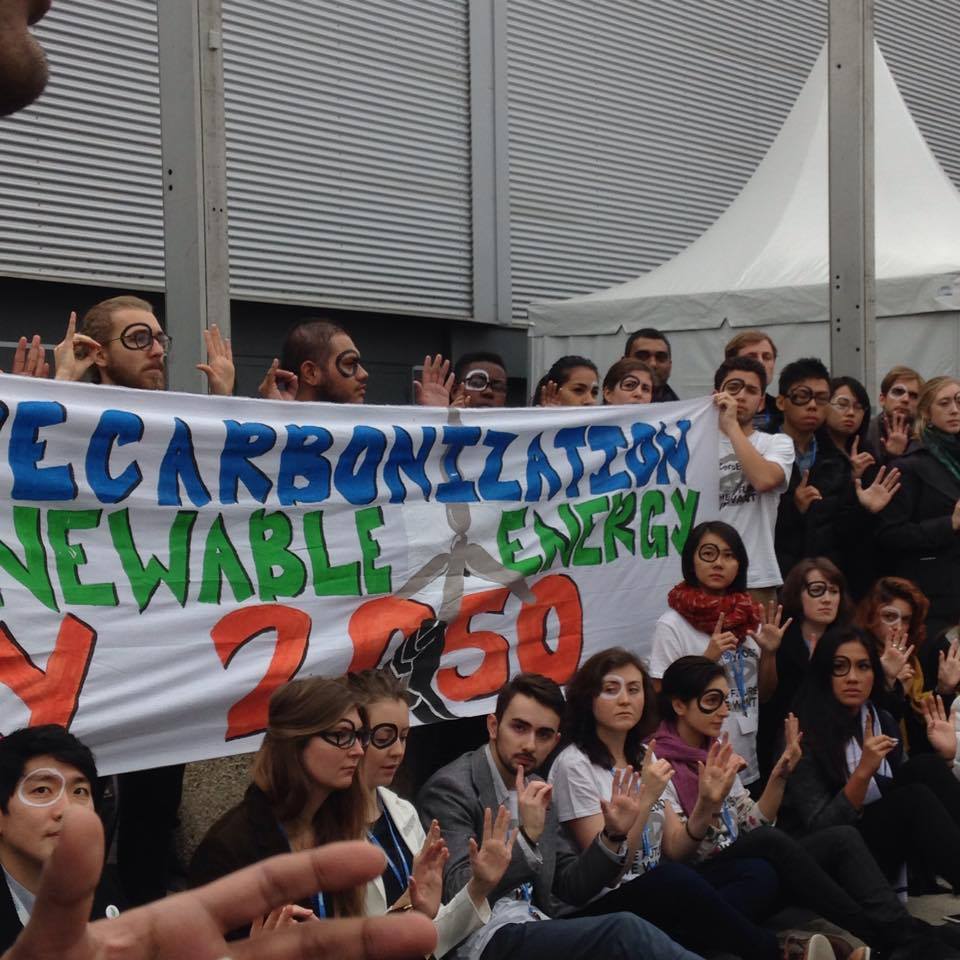 ECARBONIZATION
NEWABLE ENERGY
Y 2050